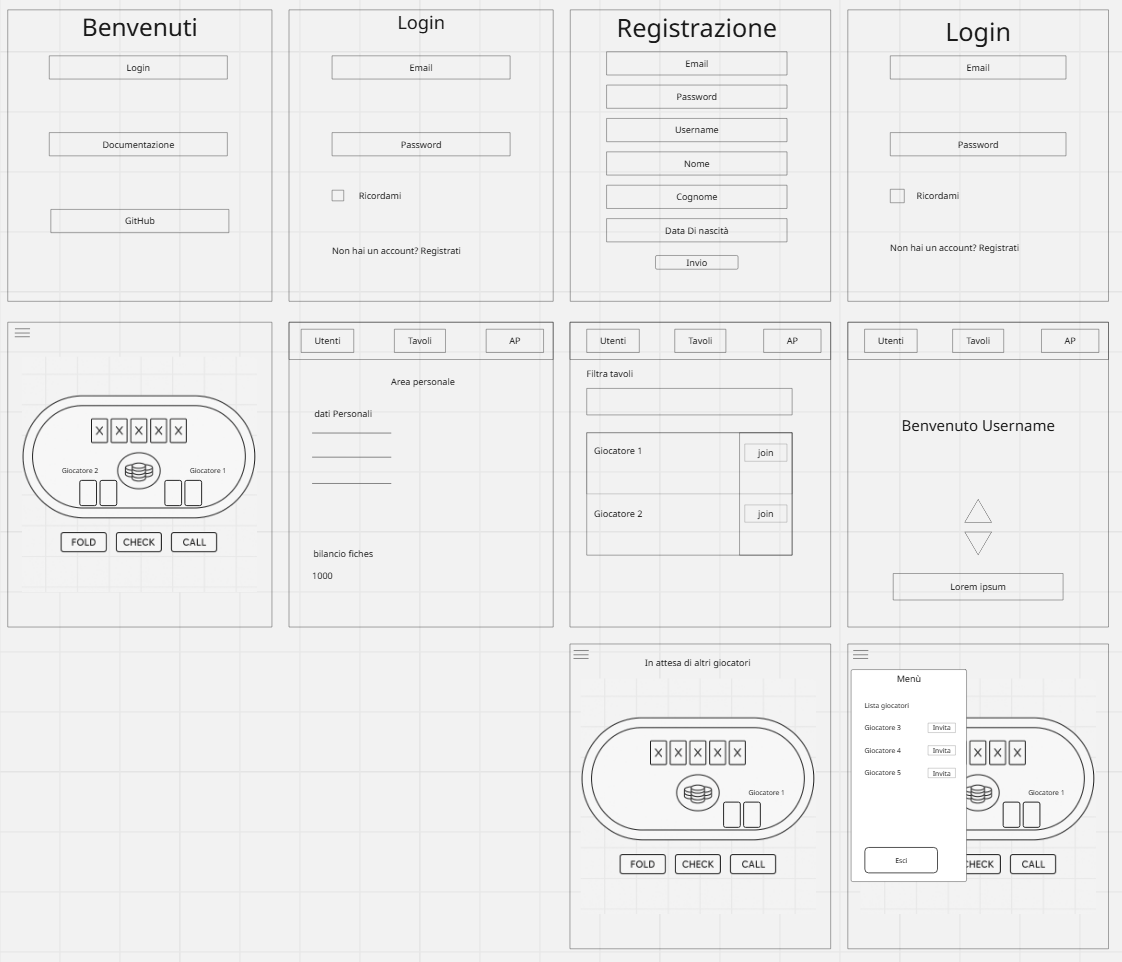 Benvenuti
Login
Documentazione
GitHub
Login
Email
Password
Ricordami
Non hai un account? Registrati
Registrazione
Email
Password
Username
Nome
Cognome
Data Di nascità
Invio
Login
Email
Password
Ricordami
Non hai un account? Registrati
X X X X X
Giocatore 2 Giocatore 1
FOLD CHECK CALL
Utenti Tavoli AP
Area personale
dati Personali
bilancio fiches
1000
Utenti Tavoli AP
Filtra tavoli
Giocatore 1 join
Giocatore 2 join
Utenti Tavoli AP
Benvenuto Username
Lorem ipsum
In attesa di altri giocatori
X X X X X
Giocatore 1
FOLD CHECK CALL
Menù
Lista giocatori
Giocatore 3 Invita
Giocatore 4 Invita
Giocatore 5 Invita
Esci
X X X
Giocatore 1
CHECK CALL